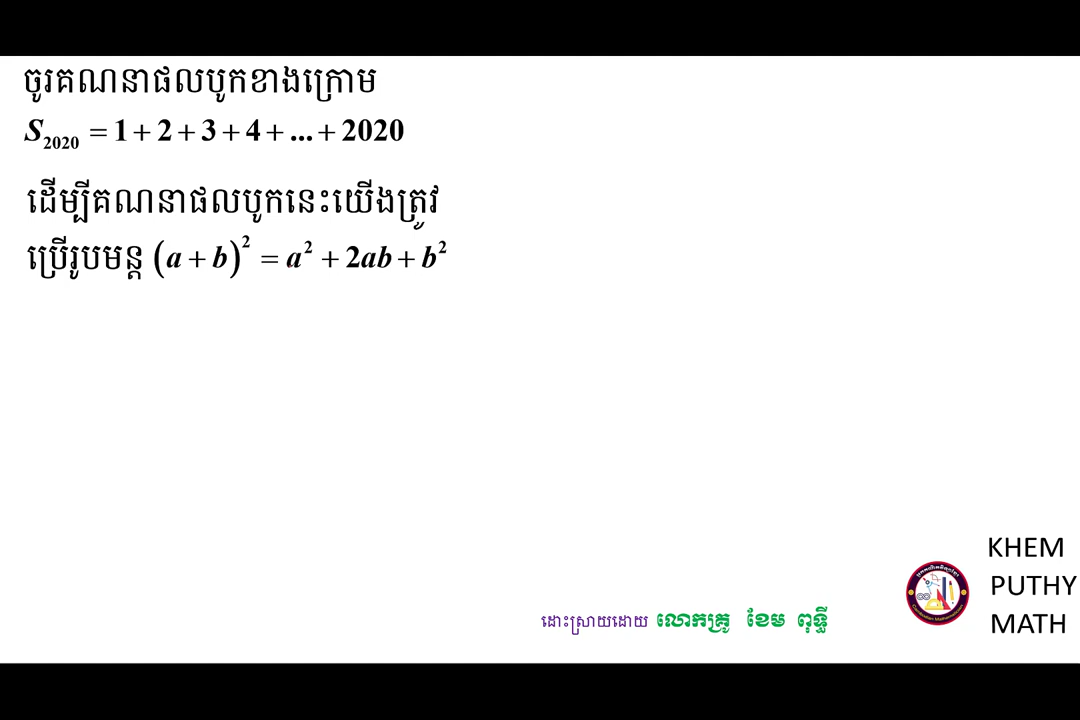 ចូរគណនាផលបូកខាងក្រោម
S₂₀₂₀ = 1 + 2 + 3 + 4 + ... + 2020
ដើម្បីគណនាផលបូកនេះយើងត្រូវ
ប្រើរូបមន្ត (a + b)² = a² + 2ab + b²
KHEM
PUTHY
MATH
ដោះស្រាយដោយ លោកគ្រូ ខែម ពុទ្ធី